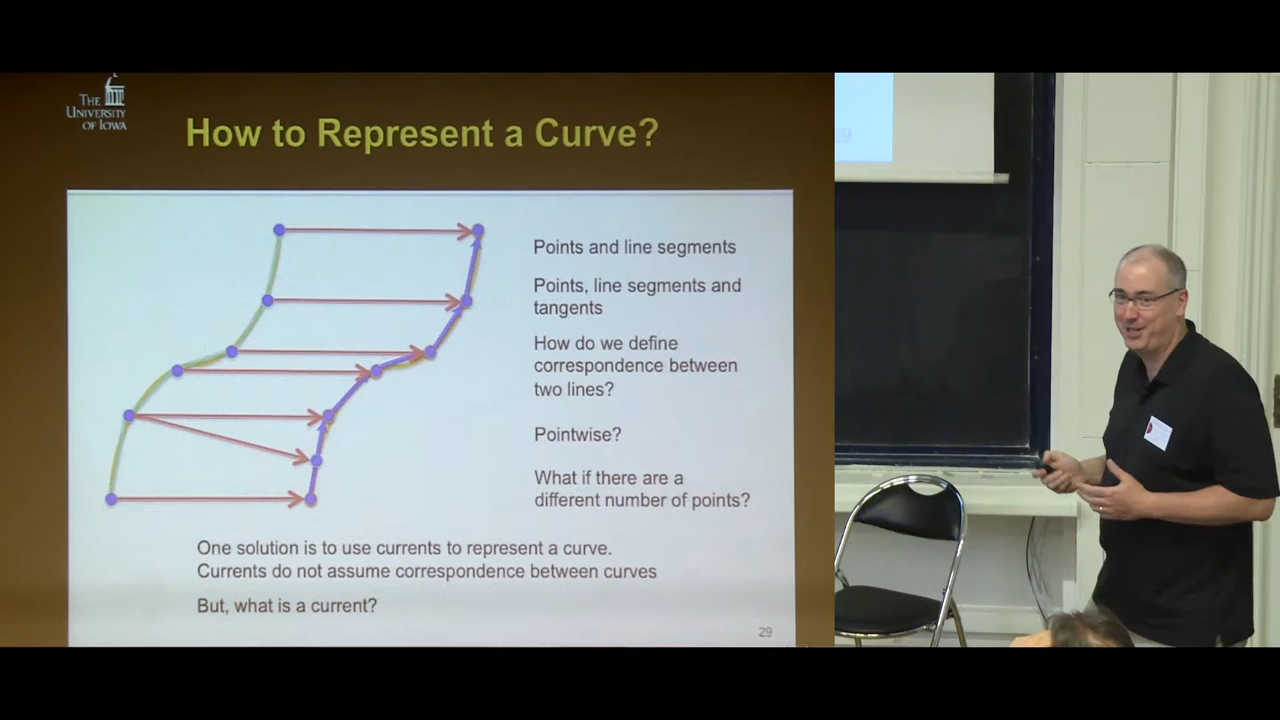 THE
UNIVERSITY
OF IOWA
How to Represent a Curve?
Points and line segments
Points, line segments and
tangents
How do we define
correspondence between
two lines?
Pointwise?
What if there are a
different number of points?
One solution is to use currents to represent a curve.
Currents do not assume correspondence between curves
But, what is a current?
29